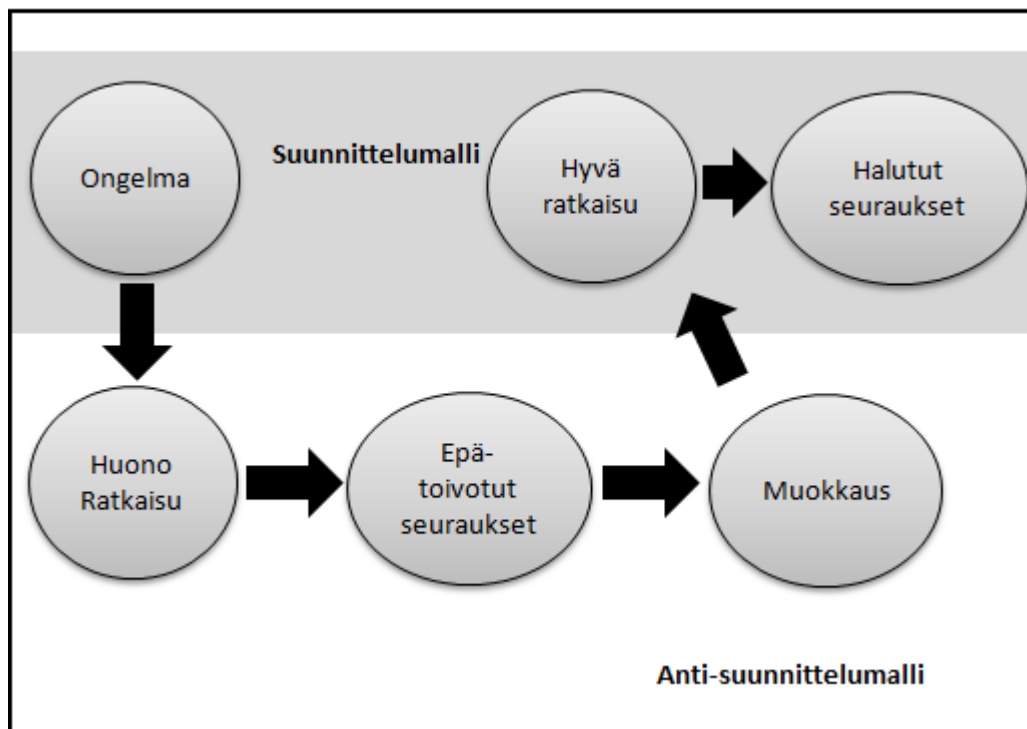 Ongelma
Suunnittelumalli
Hyvä
ratkaisu
Halutut
seuraukset
Huono
Ratkaisu
Epä-
toivotut
seuraukset
Muokkaus
Anti-suunnittelumalli